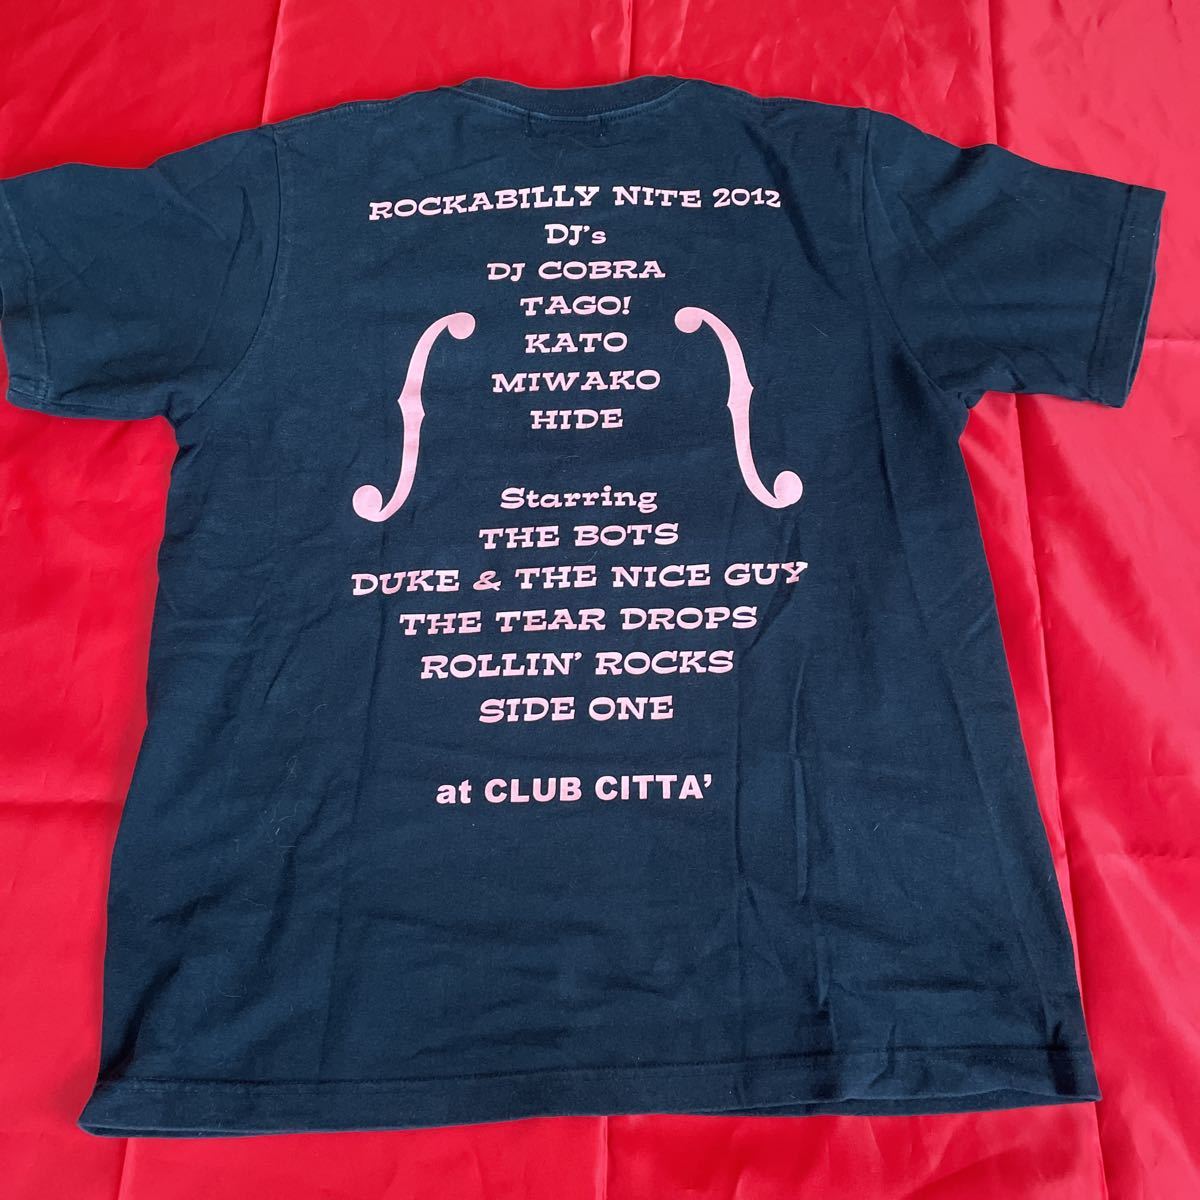 ROCKABILLY NITE 2012
DJ's
DJ COBRA
TAGO!
KATO
MIWAKO
HIDE
Starring
THE BOTS
DUKE & THE NICE GUY
THE TEAR DROPS
ROLLIN' ROCKS
SIDE ONE
at CLUB CITTA'